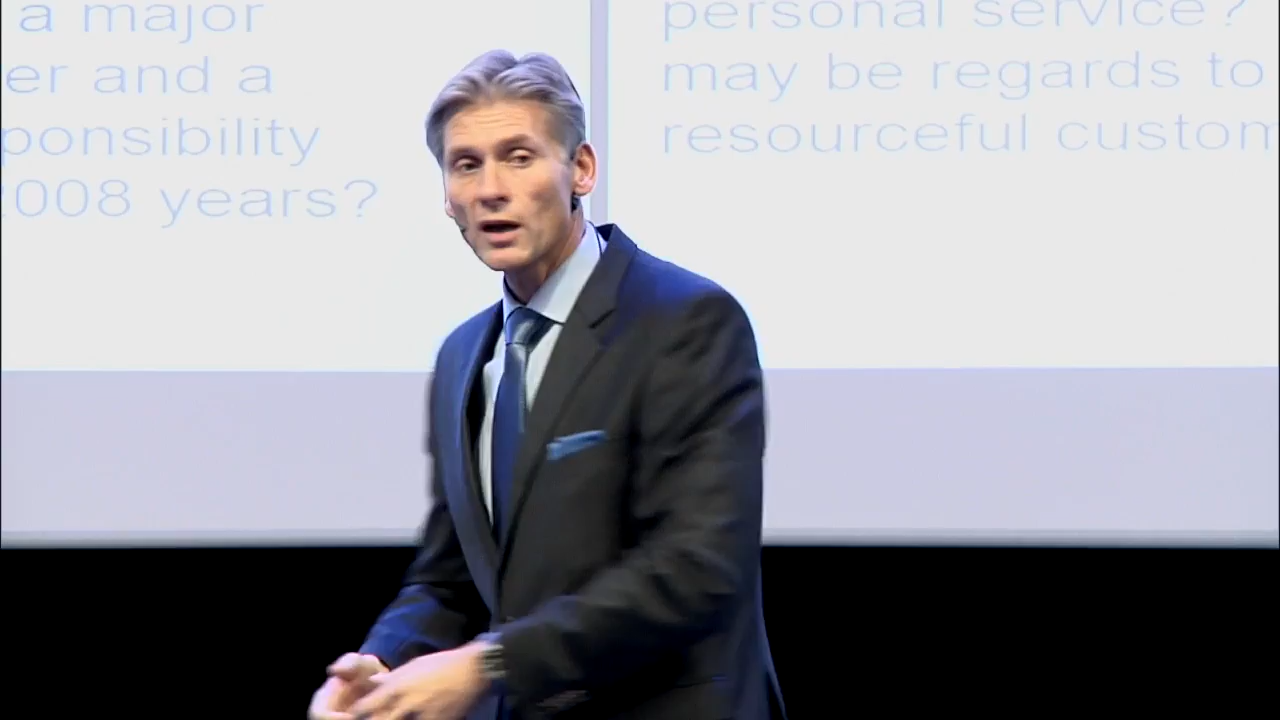 a major
er and a
ponsibility
2008 years?
personal service?
may be regards to
resourceful custom